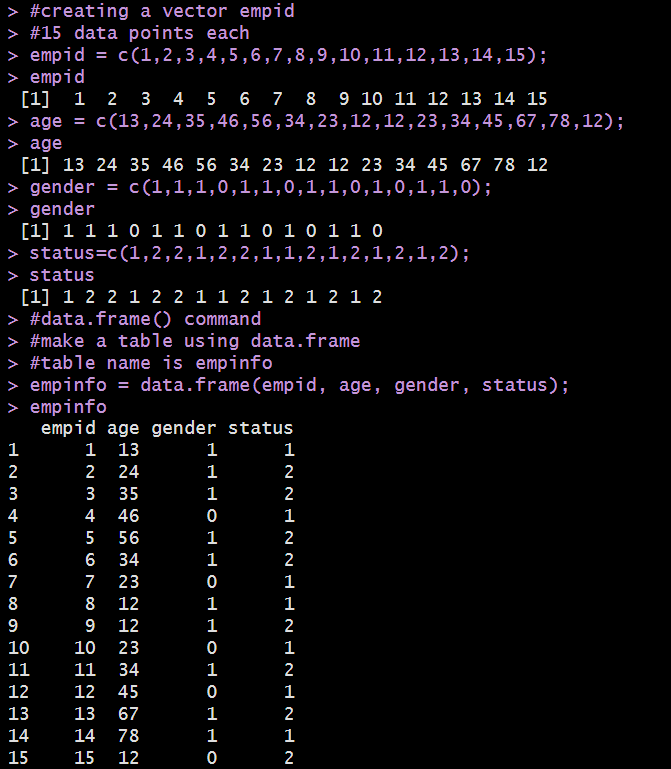 > #creating a vector empid
> #15 data points each
> empid = c(1,2,3,4,5,6,7,8,9,10,11,12,13,14,15);
> empid
 [1]  1  2  3  4  5  6  7  8  9 10 11 12 13 14 15
> age = c(13,24,35,46,56,34,23,12,12,23,34,45,67,78,12);
> age
 [1] 13 24 35 46 56 34 23 12 12 23 34 45 67 78 12
> gender = c(1,1,1,0,1,1,0,1,1,0,1,0,1,1,0);
> gender
 [1] 1 1 1 0 1 1 0 1 1 0 1 0 1 1 0
> status=c(1,2,2,1,2,2,1,1,2,1,2,1,2,1,2);
> status
 [1] 1 2 2 1 2 2 1 1 2 1 2 1 2 1 2
> #data.frame() command
> #make a table using data.frame
> #table name is empinfo
> empinfo = data.frame(empid, age, gender, status);
> empinfo
   empid age gender status
1      1  13      1      1
2      2  24      1      2
3      3  35      1      2
4      4  46      0      1
5      5  56      1      2
6      6  34      1      2
7      7  23      0      1
8      8  12      1      1
9      9  12      1      2
10    10  23      0      1
11    11  34      1      2
12    12  45      0      1
13    13  67      1      2
14    14  78      1      1
15    15  12      0      2